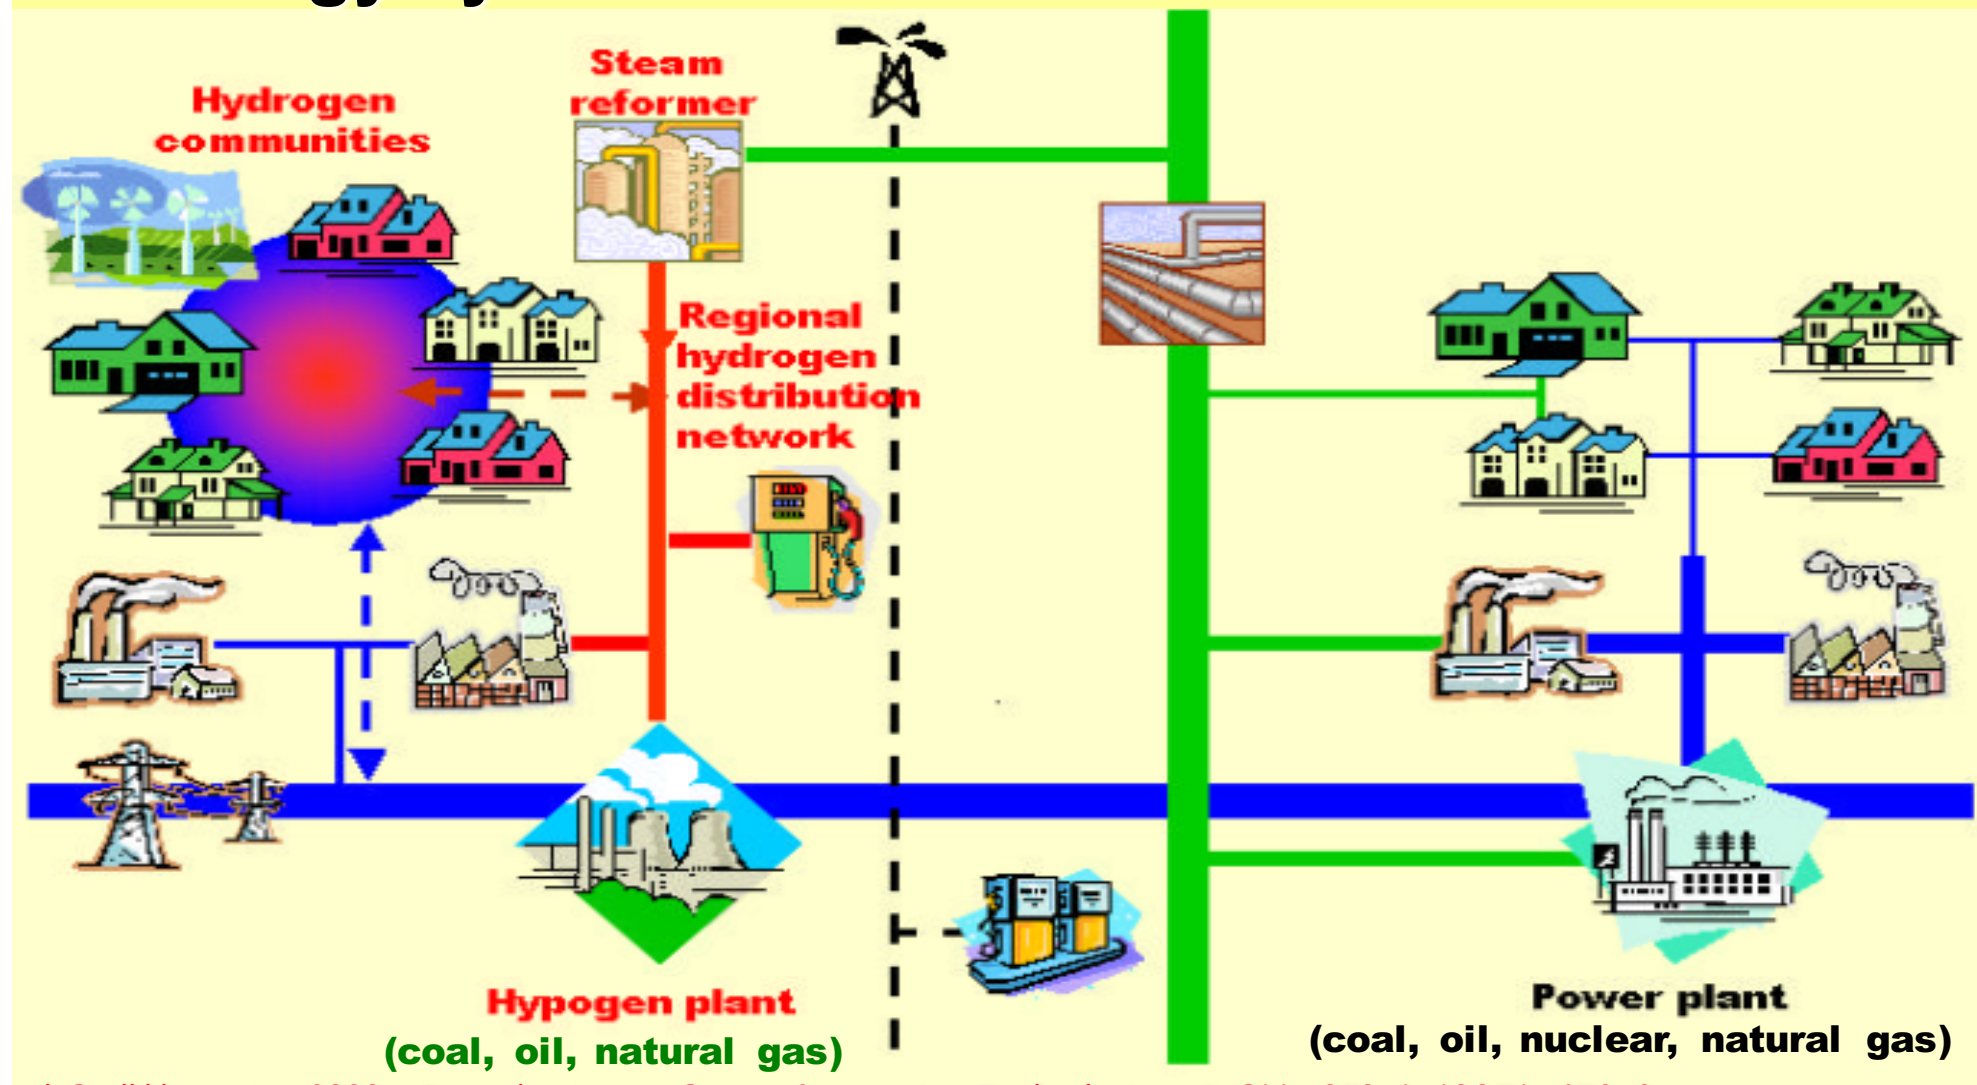 Steam
reformer
Hydrogen
communities
Regional
hydrogen
distribution
network
Hypogen plant
(coal, oil, natural gas)
Power plant
(coal, oil, nuclear, natural gas)